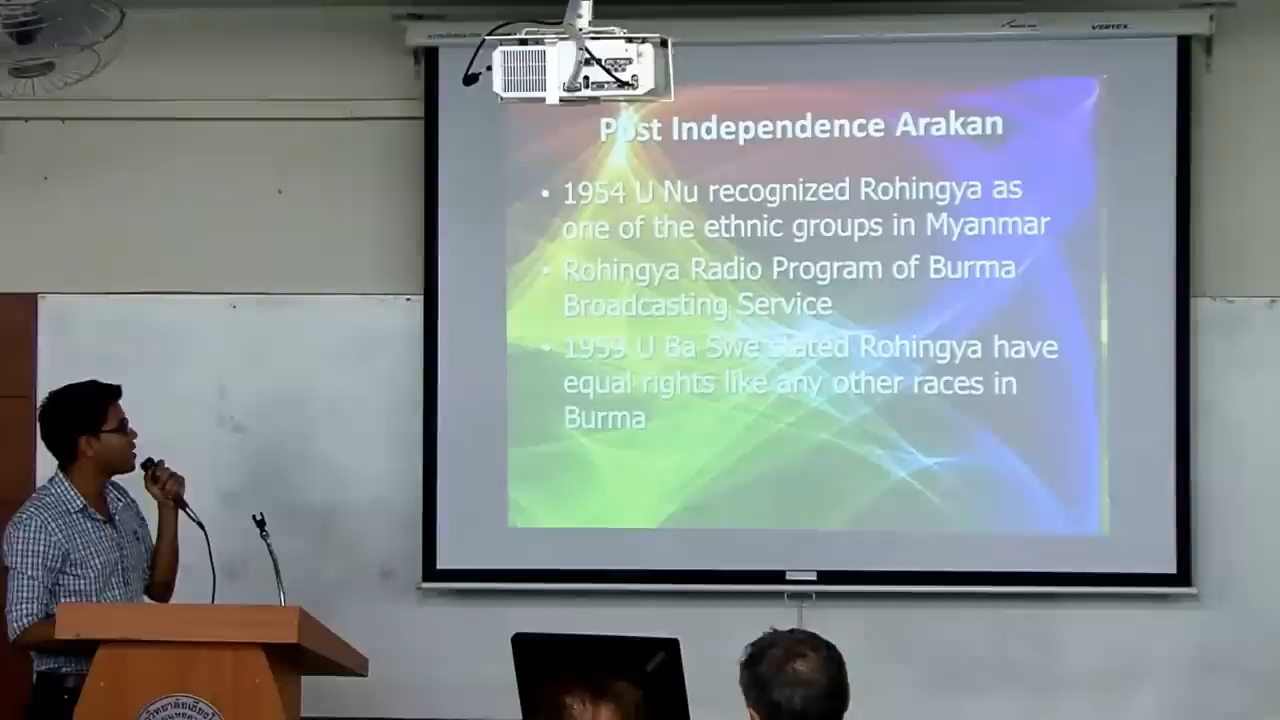 VERTEX
Post Independence Arakan
• 1954 U Nu recognized Rohingya as
one of the ethnic groups in Myanmar
• Rohingya Radio Program of Burma
Broadcasting Service
• 1959 U Ba Swe stated Rohingya have
equal rights like any other races in
Burma